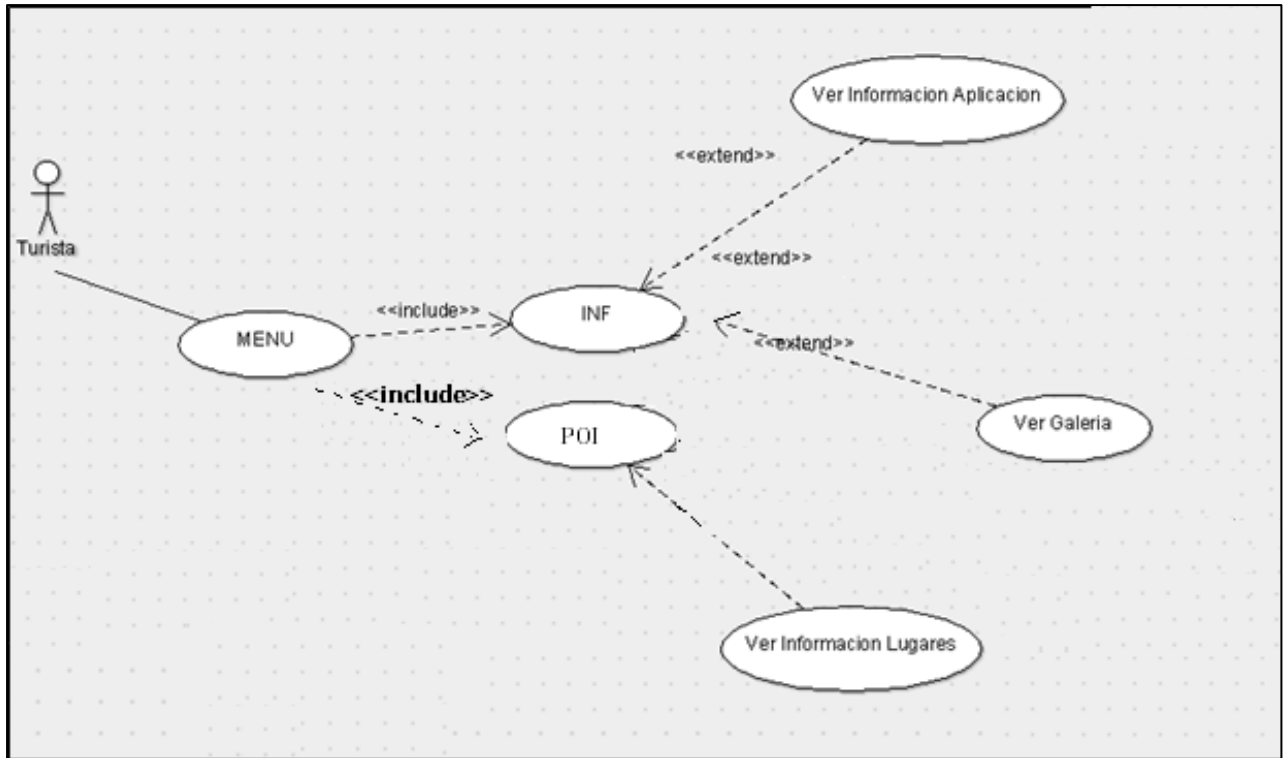 Ver Informacion Aplicacion
<<extend>>
Turista
<<extend>>
<<include>>
INF
MENU
<<extend>>
<<include>>
POI
Ver Galeria
Ver Informacion Lugares